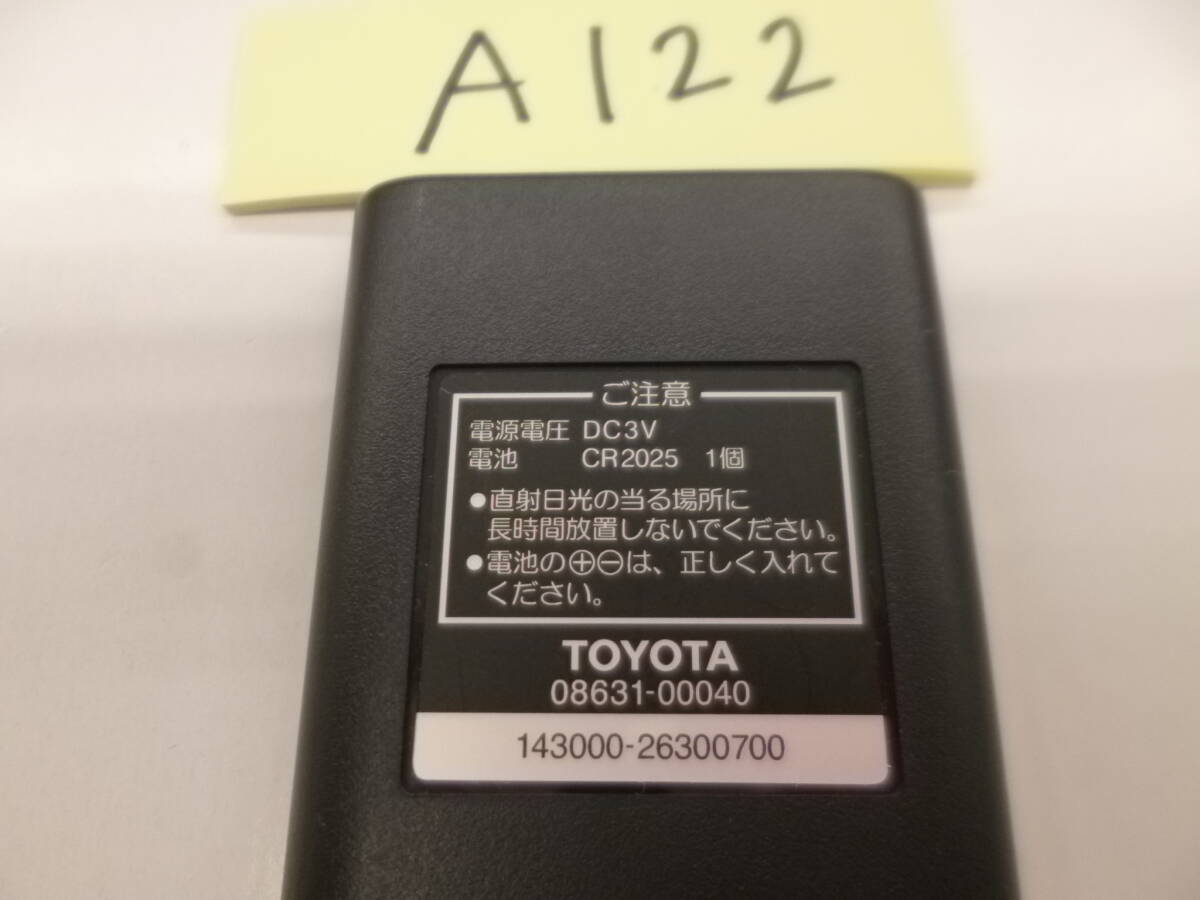 A122
ご注意
電源電圧 DC3V
電池 CR2025 1個
●直射日光の当る場所に
長時間放置しないでください。
●電池の⊕⊖は、正しく入れて
ください。
TOYOTA
08631-00040
143000-26300700